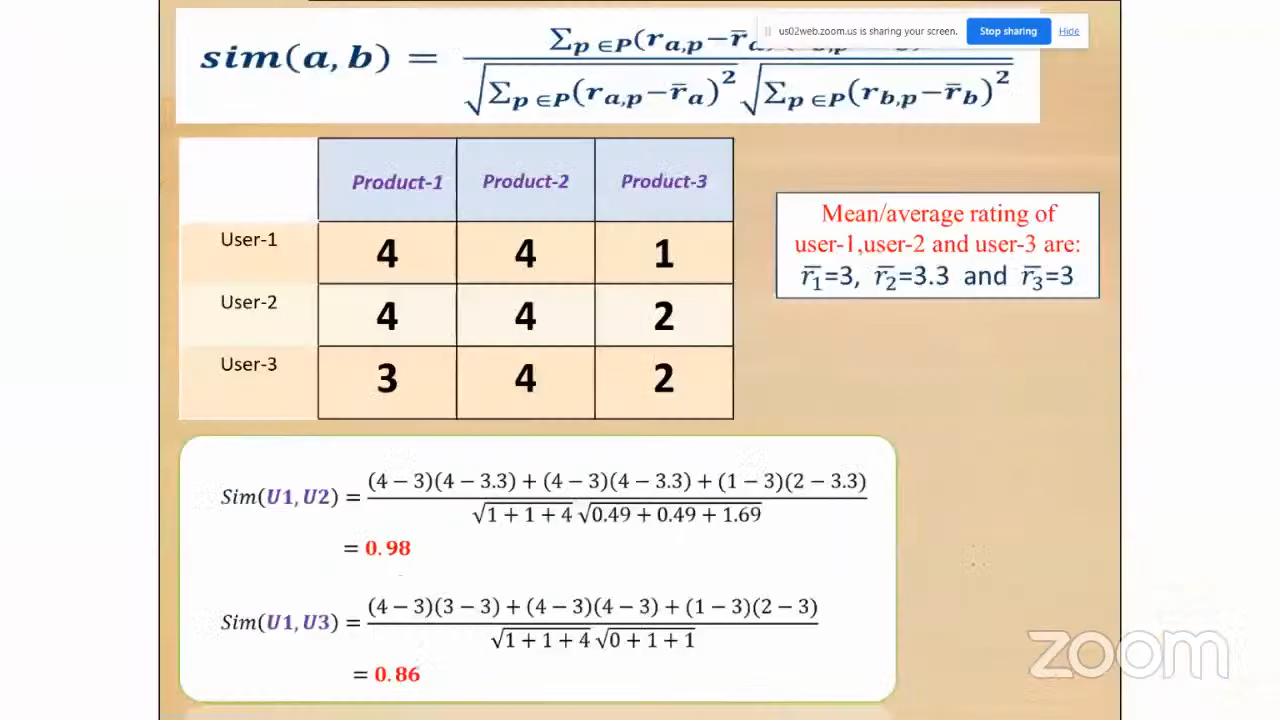 sim(a, b) = ∑p∈P(ra,p−r̄a
√∑p∈P(ra,p−r̄a)² √∑p∈P(rb,p−r̄b)²
us02web.zoom.us is sharing your screen. Stop sharing Hide
Product-1 Product-2 Product-3
User-1 4 4 1
User-2 4 4 2
User-3 3 4 2
Mean/average rating of
user-1,user-2 and user-3 are:
r̄1=3, r̄2=3.3 and r̄3=3
(4 − 3)(4 − 3.3) + (4 − 3)(4 − 3.3) + (1 − 3)(2 − 3.3)
Sim(U1, U2) =
√1 + 1 + 4 √0.49 + 0.49 + 1.69
= 0.98
(4 − 3)(3 − 3) + (4 − 3)(4 − 3) + (1 − 3)(2 − 3)
Sim(U1, U3) =
√1 + 1 + 4 √0 + 1 + 1
= 0.86
zoom